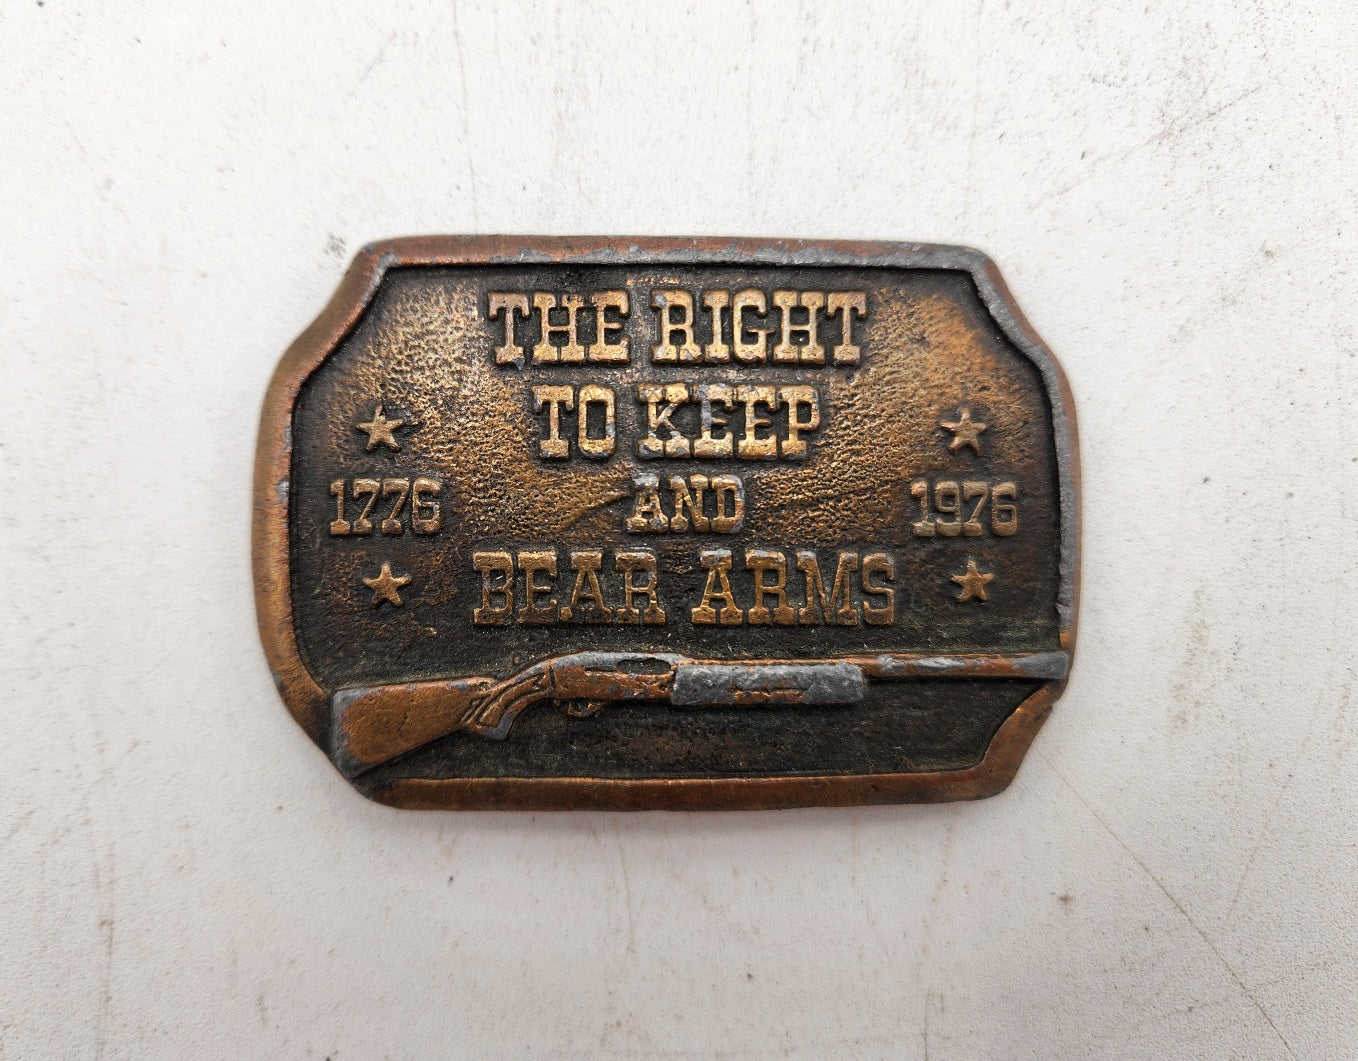 THE RIGHT
TO KEEP
AND
BEAR ARMS
1776
1976